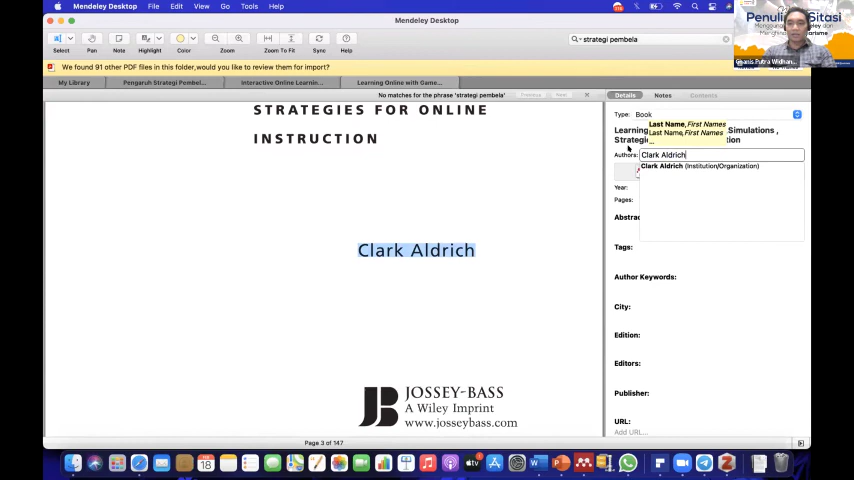 Mendeley Desktop File Edit View Go Tools Help
Mendeley Desktop
Select Pan Note Highlight Color Zoom Zoom To Fit Sync Help
strategi pembela
We found 91 other PDF files in this folder,would you like to review them for import?
My Library Pengaruh Strategi Pembel... Interactive Online Learnin... Learning Online with Game...
No matches for the phrase 'strategi pembela' Previous Next
Details Notes Contents
STRATEGIES FOR ONLINE
INSTRUCTION
Clark Aldrich
JOSSEY-BASS
A Wiley Imprint
www.josseybass.com
Page 3 of 147
Type: Book
Last Name, First Names
Last Name, First Names
...
Learning Simulations ,
Authors: Clark Aldrich
Clark Aldrich (Institution/Organization)
Year:
Pages:
Abstrac
Tags:
Author Keywords:
City:
Edition:
Editors:
Publisher:
URL:
Add URL...
Penuli Sitasi
Gnanis Putra Widhan...